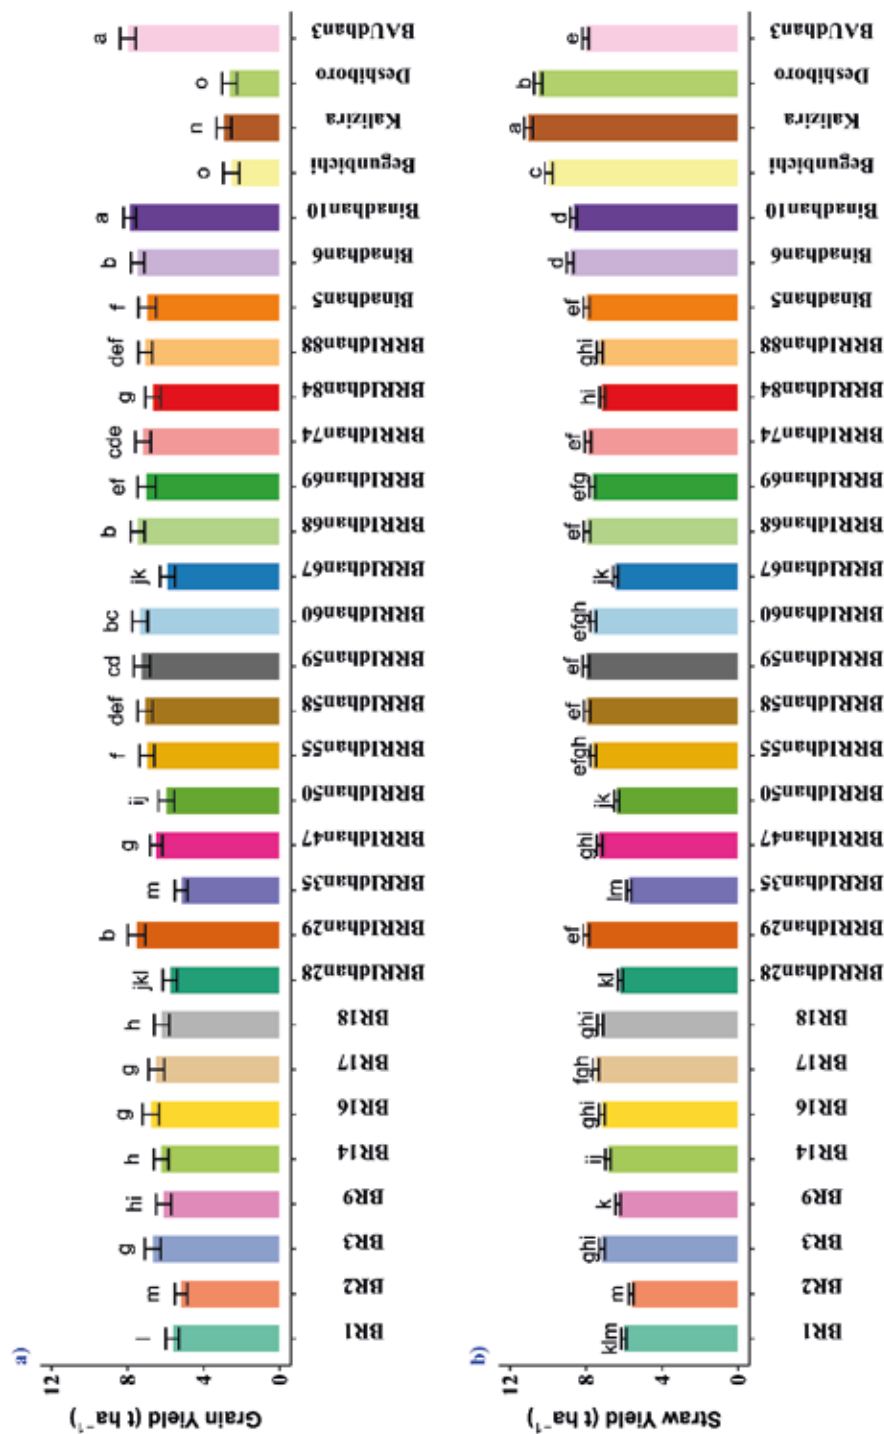 a)
Grain Yield (t ha⁻¹)
12
8
4
0
l m g hi h g g h jkl b m g ij f def cd bc jk b ef cde g def f b a o n o a
BR1
BR2
BR3
BR9
BR14
BR16
BR17
BR18
BRRIdhan28
BRRIdhan29
BRRIdhan35
BRRIdhan47
BRRIdhan50
BRRIdhan55
BRRIdhan58
BRRIdhan59
BRRIdhan60
BRRIdhan67
BRRIdhan68
BRRIdhan69
BRRIdhan74
BRRIdhan84
BRRIdhan88
Binadhan5
Binadhan6
Binadhan10
Begunbichi
Kalizira
Deshiboro
BAUdhan3
b)
Straw Yield (t ha⁻¹)
12
8
4
0
klm m ghi k ij ghi fgh ghi kl ef lm ghi jk efgh ef ef efgh jk ef efg ef hi ghi ef d d c a b e
BR1
BR2
BR3
BR9
BR14
BR16
BR17
BR18
BRRIdhan28
BRRIdhan29
BRRIdhan35
BRRIdhan47
BRRIdhan50
BRRIdhan55
BRRIdhan58
BRRIdhan59
BRRIdhan60
BRRIdhan67
BRRIdhan68
BRRIdhan69
BRRIdhan74
BRRIdhan84
BRRIdhan88
Binadhan5
Binadhan6
Binadhan10
Begunbichi
Kalizira
Deshiboro
BAUdhan3